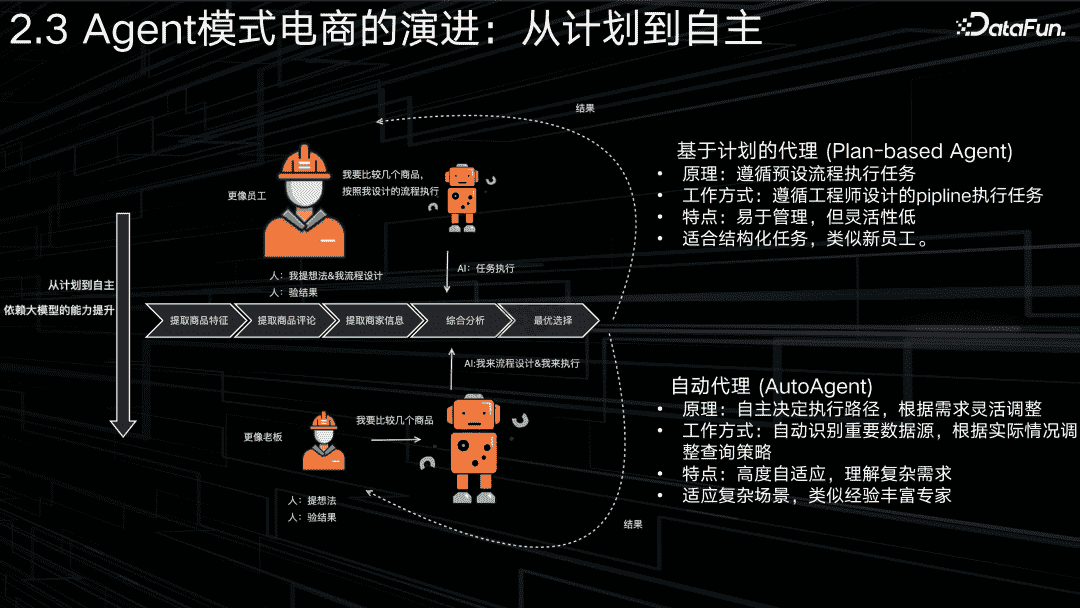 2.3 Agent模式电商的演进：从计划到自主
DataFun.
结果
更像员工
我要比较几个商品，
按照我设计的流程执行
人：我提想法&我流程设计
人：验结果
AI：任务执行
从计划到自主
依赖大模型的能力提升
提取商品特征
提取商品评论
提取商家信息
综合分析
最优选择
AI:我来流程设计&我来执行
更像老板
我要比较几个商品
人：提想法
人：验结果
结果
基于计划的代理 (Plan-based Agent)
• 原理：遵循预设流程执行任务
• 工作方式：遵循工程师设计的pipline执行任务
• 特点：易于管理，但灵活性低
• 适合结构化任务，类似新员工。
自动代理 (AutoAgent)
• 原理：自主决定执行路径，根据需求灵活调整
• 工作方式：自动识别重要数据源，根据实际情况调
整查询策略
• 特点：高度自适应，理解复杂需求
• 适应复杂场景，类似经验丰富专家